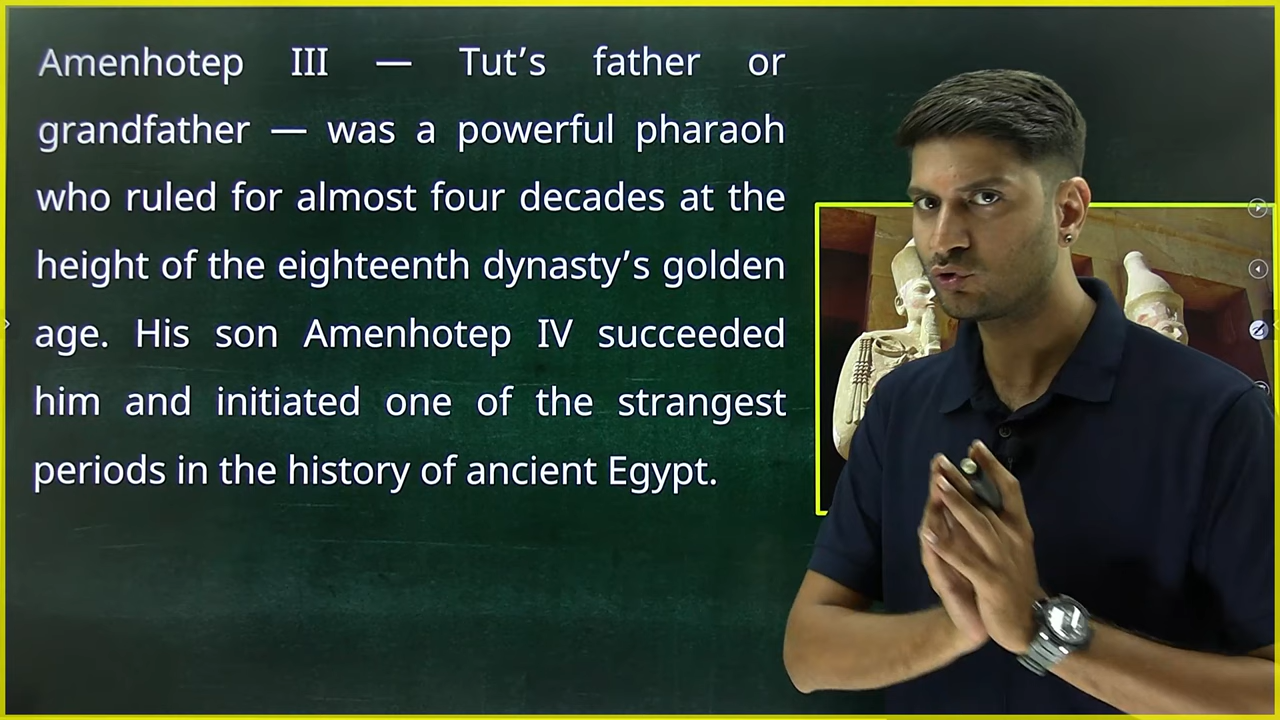 Amenhotep III — Tut’s father or
grandfather — was a powerful pharaoh
who ruled for almost four decades at the
height of the eighteenth dynasty’s golden
age. His son Amenhotep IV succeeded
him and initiated one of the strangest
periods in the history of ancient Egypt.